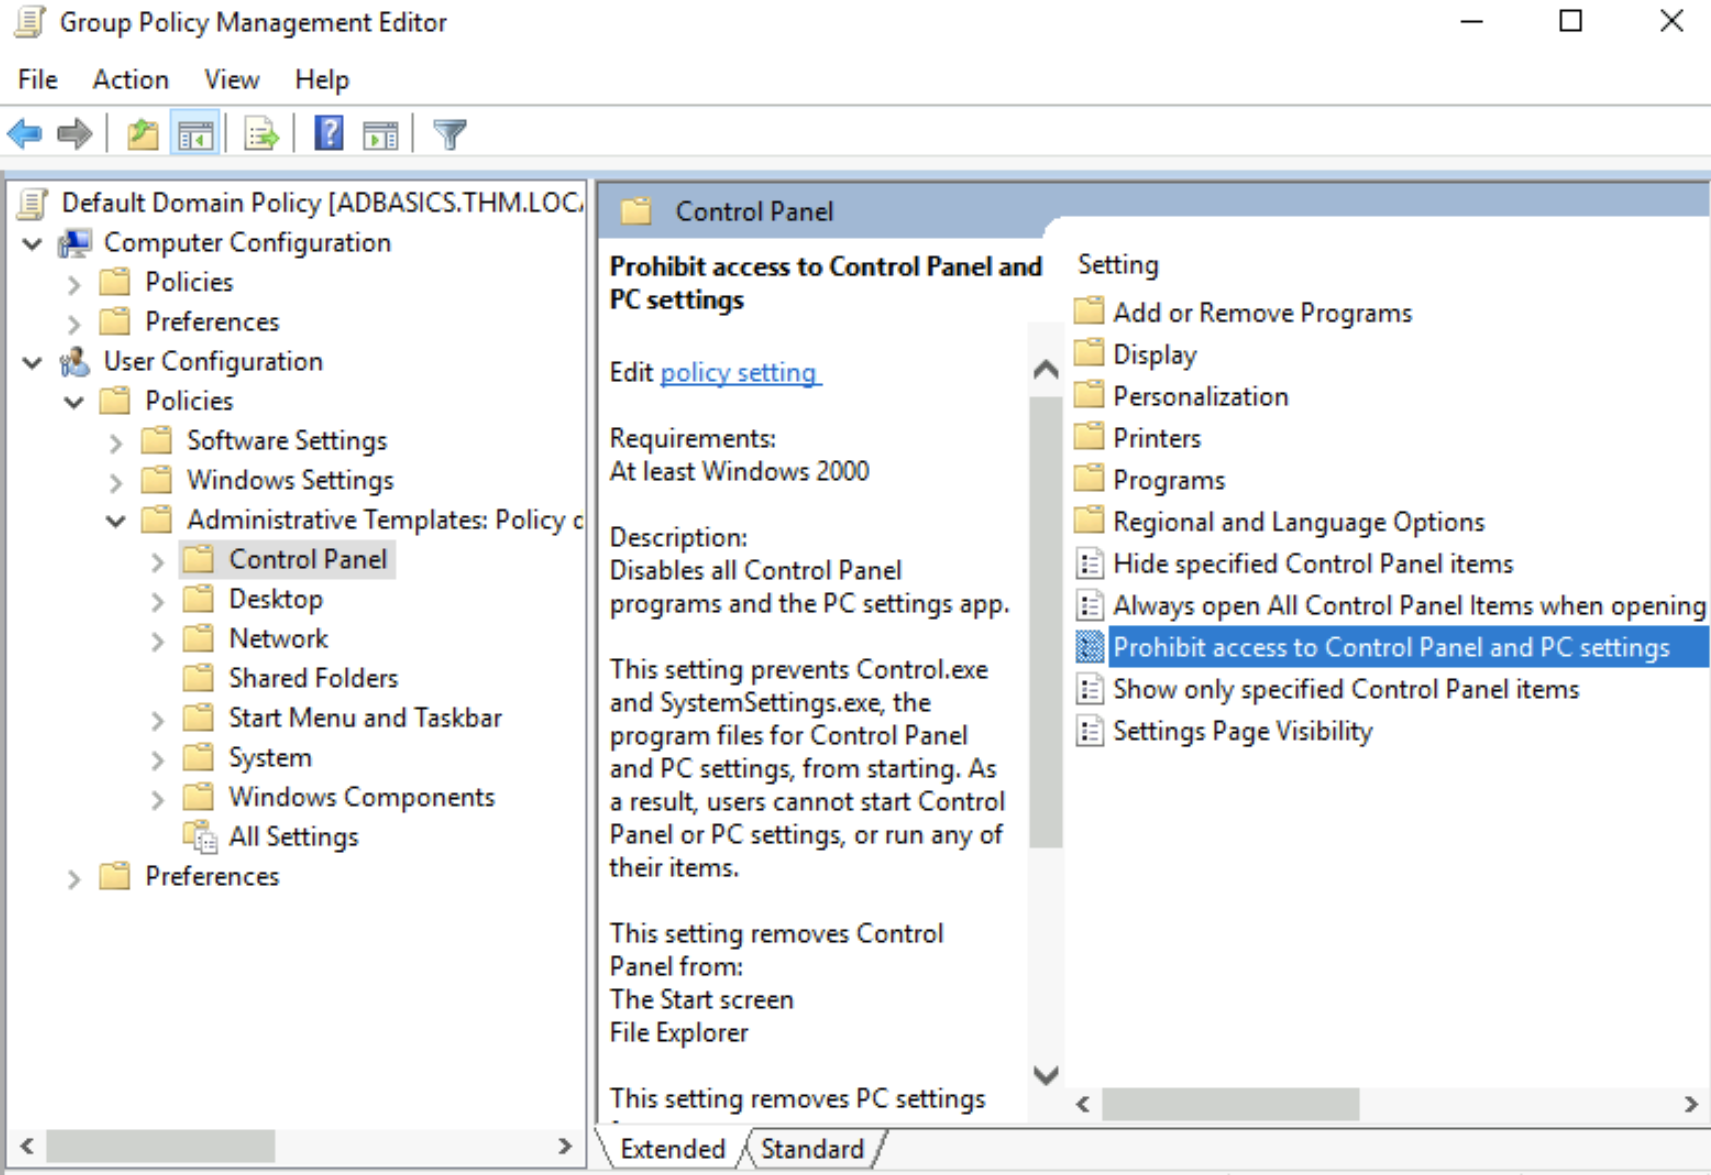 Group Policy Management Editor
File Action View Help
Default Domain Policy [ADBASICS.THM.LOC
Computer Configuration
Policies
Preferences
User Configuration
Policies
Software Settings
Windows Settings
Administrative Templates: Policy
Control Panel
Desktop
Network
Shared Folders
Start Menu and Taskbar
System
Windows Components
All Settings
Preferences
Control Panel
Prohibit access to Control Panel and
PC settings
Edit policy setting
Requirements:
At least Windows 2000
Description:
Disables all Control Panel
programs and the PC settings app.
This setting prevents Control.exe
and SystemSettings.exe, the
program files for Control Panel
and PC settings, from starting. As
a result, users cannot start Control
Panel or PC settings, or run any of
their items.
This setting removes Control
Panel from:
The Start screen
File Explorer
This setting removes PC settings
Setting
Add or Remove Programs
Display
Personalization
Printers
Programs
Regional and Language Options
Hide specified Control Panel items
Always open All Control Panel Items when opening
Prohibit access to Control Panel and PC settings
Show only specified Control Panel items
Settings Page Visibility
Extended Standard